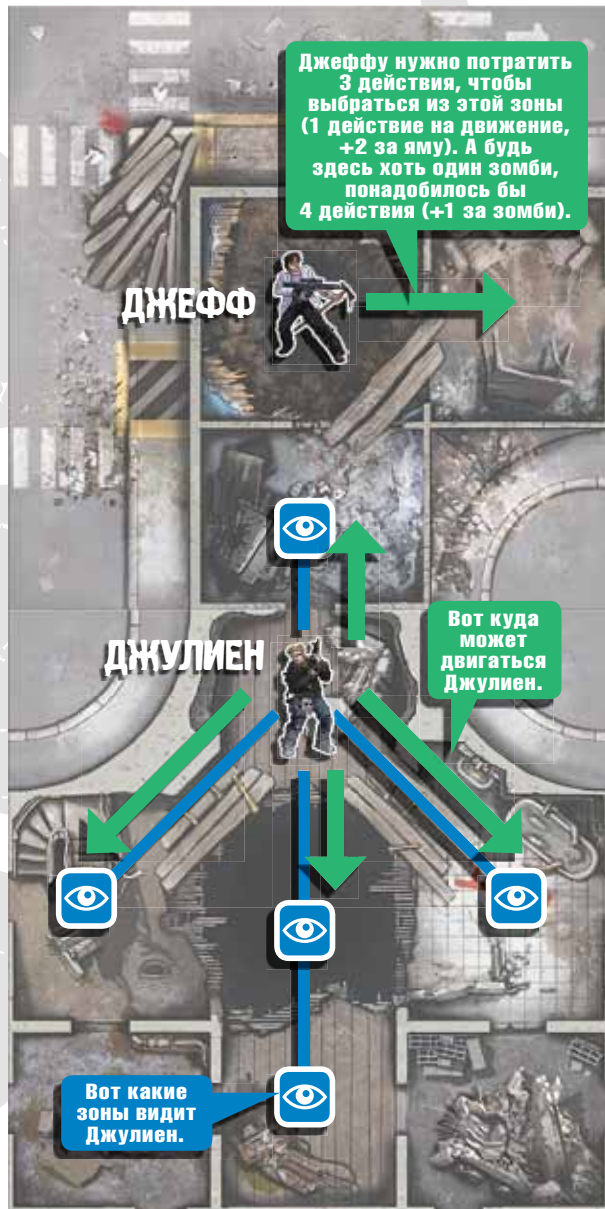 Джеффу нужно потратить
3 действия, чтобы
выбраться из этой зоны
(1 действие на движение,
+2 за яму). А будь
здесь хоть один зомби,
понадобилось бы
4 действия (+1 за зомби).
ДЖЕФФ
ДЖУЛИЕН
Вот куда
может
двигаться
Джулиен.
Вот какие
зоны видит
Джулиен.